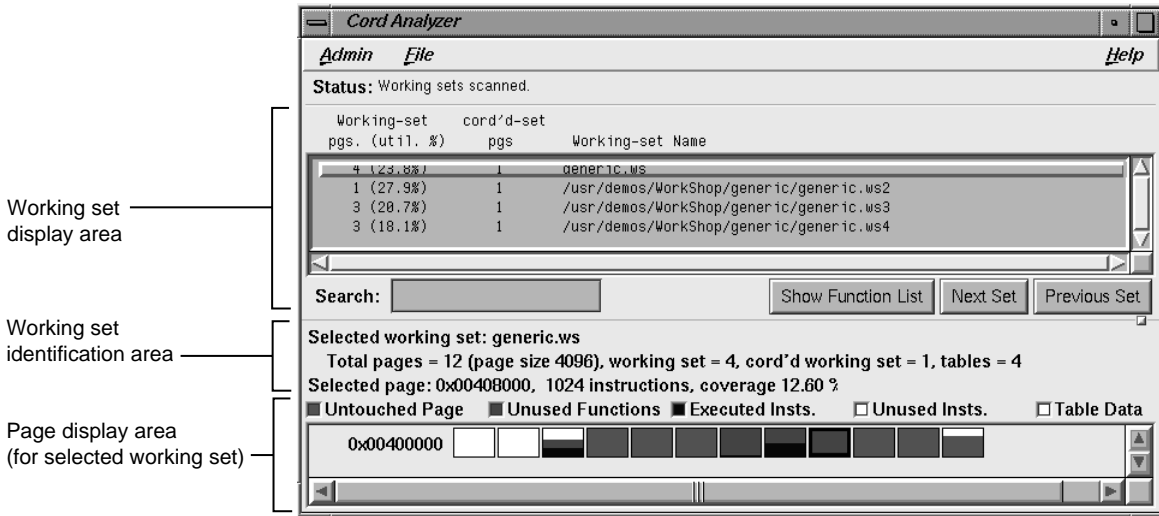 Cord Analyzer
Admin File Help
Status: Working sets scanned.
Working-set cord'd-set
pgs. (util. %) pgs Working-set Name
4 (23.8%) 1 generic.ws
1 (27.9%) 1 /usr/demos/WorkShop/generic/generic.ws2
3 (20.7%) 1 /usr/demos/WorkShop/generic/generic.ws3
3 (18.1%) 1 /usr/demos/WorkShop/generic/generic.ws4
Working set
display area
Search: Show Function List Next Set Previous Set
Working set
identification area
Selected working set: generic.ws
Total pages = 12 (page size 4096), working set = 4, cord'd working set = 1, tables = 4
Selected page: 0x00408000, 1024 instructions, coverage 12.60 %
Untouched Page Unused Functions Executed Insts. Unused Insts. Table Data
Page display area
(for selected working set)
0x00400000